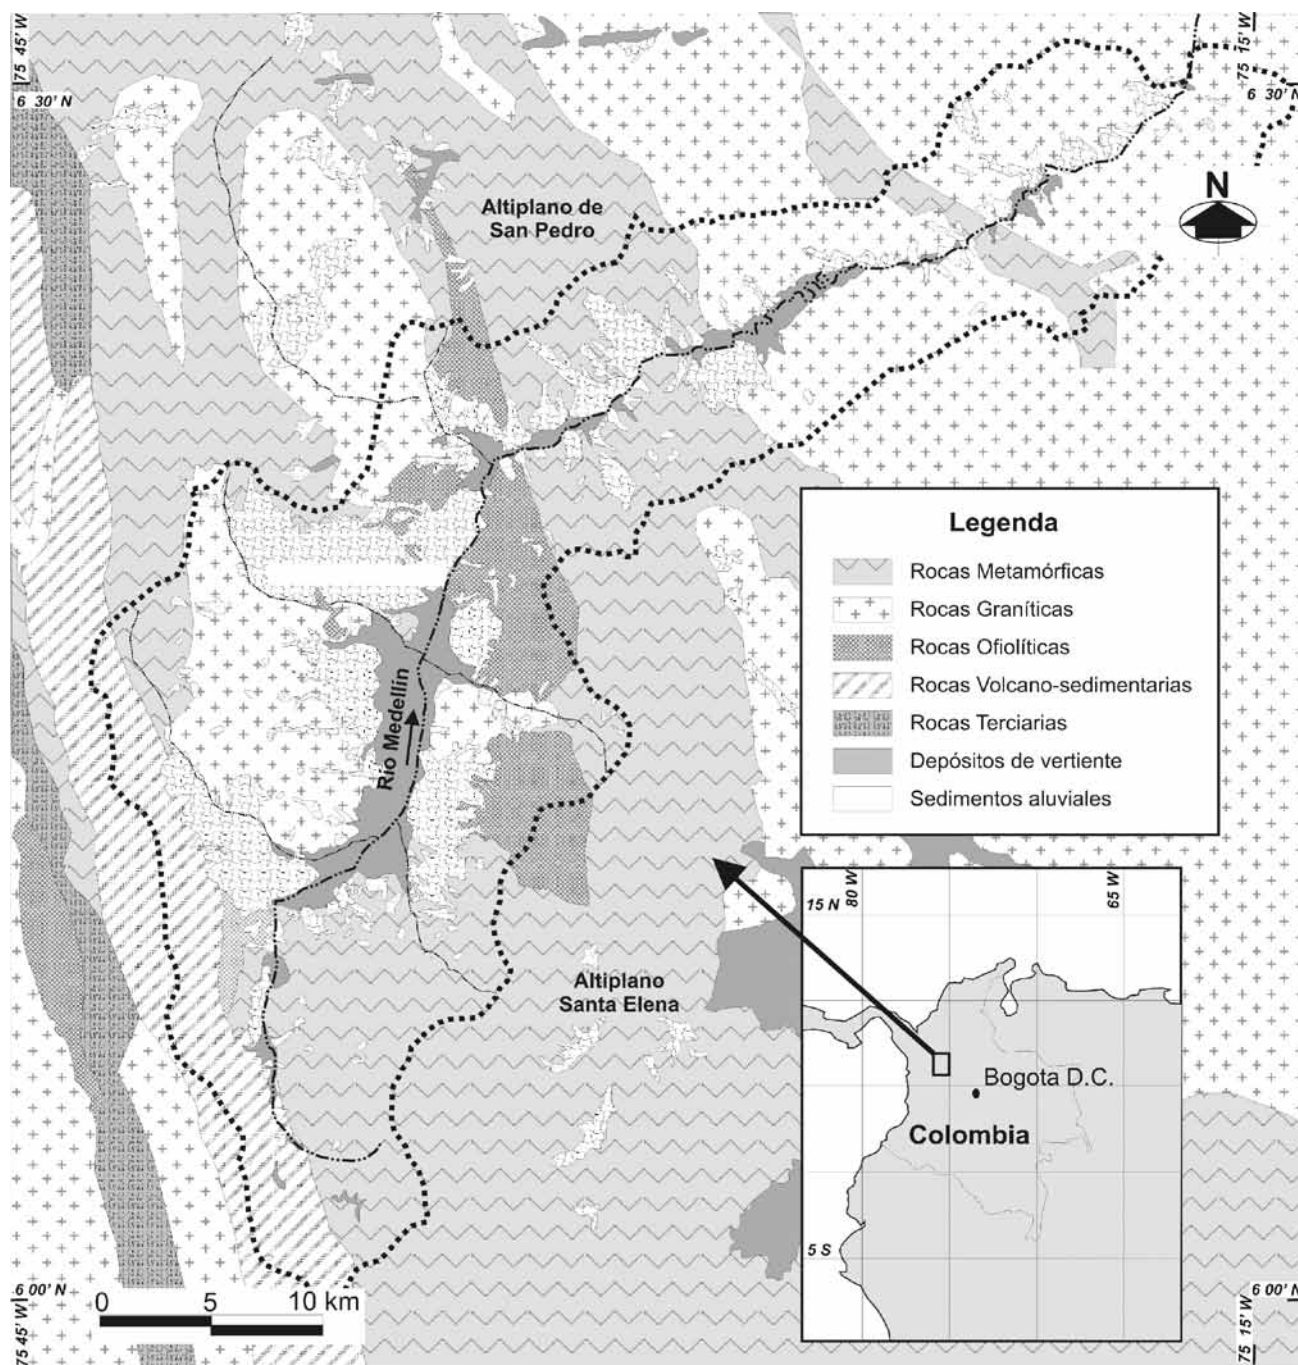 75 45' W
6 30' N
75 15' W
6 30' N
N
Altiplano de
San Pedro
Legenda
Rocas Metamórficas
Rocas Graníticas
Rocas Ofiolíticas
Rocas Volcano-sedimentarias
Rocas Terciarias
Depósitos de vertiente
Sedimentos aluviales
Río Medellín
Altiplano
Santa Elena
15 N
80 W
65 W
Bogota D.C.
Colombia
5 S
6 00' N
0 5 10 km
75 45' W
6 00' N
75 15' W